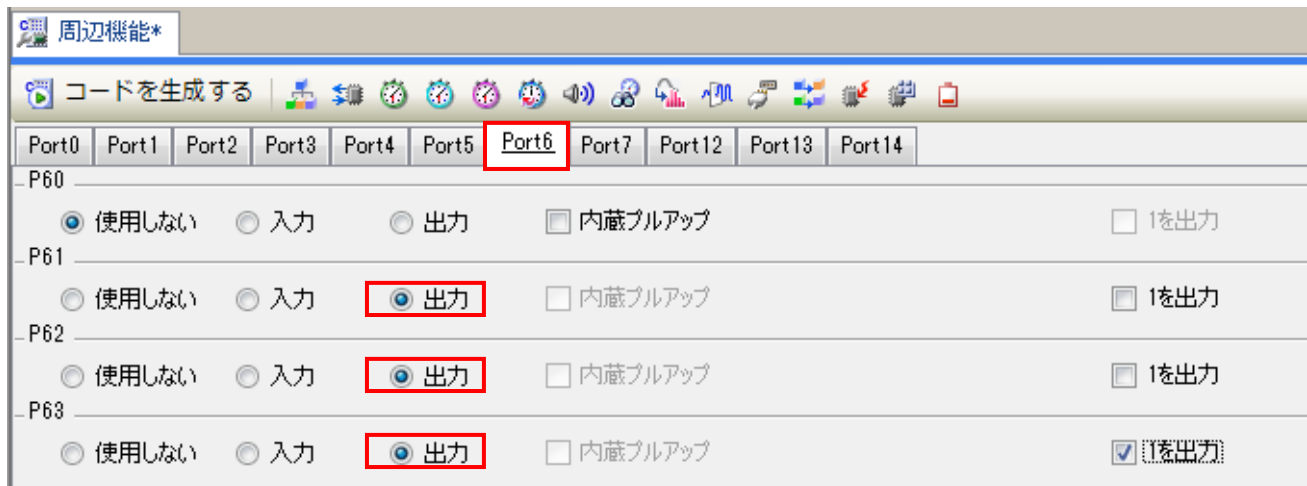 周辺機能*
コードを生成する
Port0 Port1 Port2 Port3 Port4 Port5 Port6 Port7 Port12 Port13 Port14
P60
使用しない 入力 出力 内蔵プルアップ 1を出力
P61
使用しない 入力 出力 内蔵プルアップ 1を出力
P62
使用しない 入力 出力 内蔵プルアップ 1を出力
P63
使用しない 入力 出力 内蔵プルアップ 1を出力